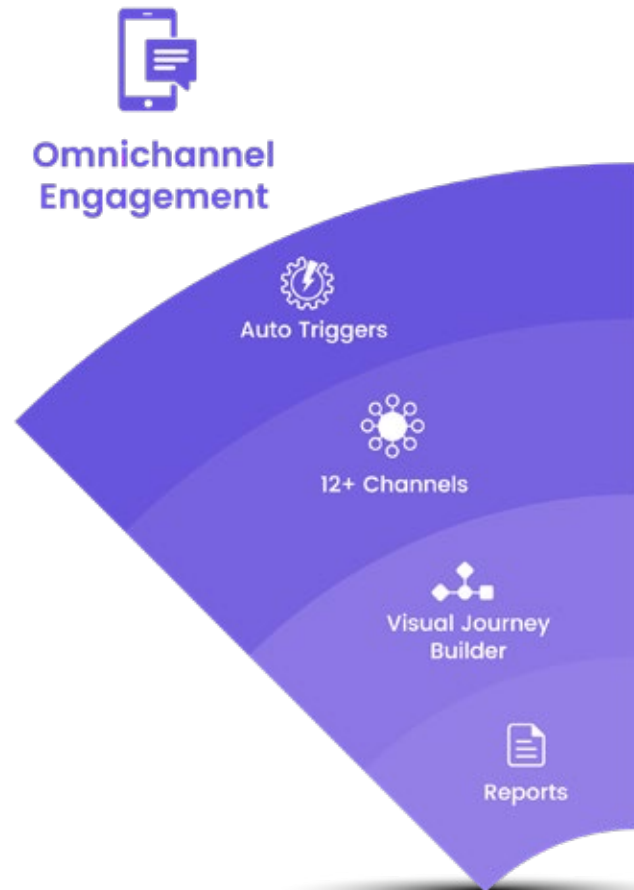 Omnichannel
Engagement
Auto Triggers
12+ Channels
Visual Journey
Builder
Reports